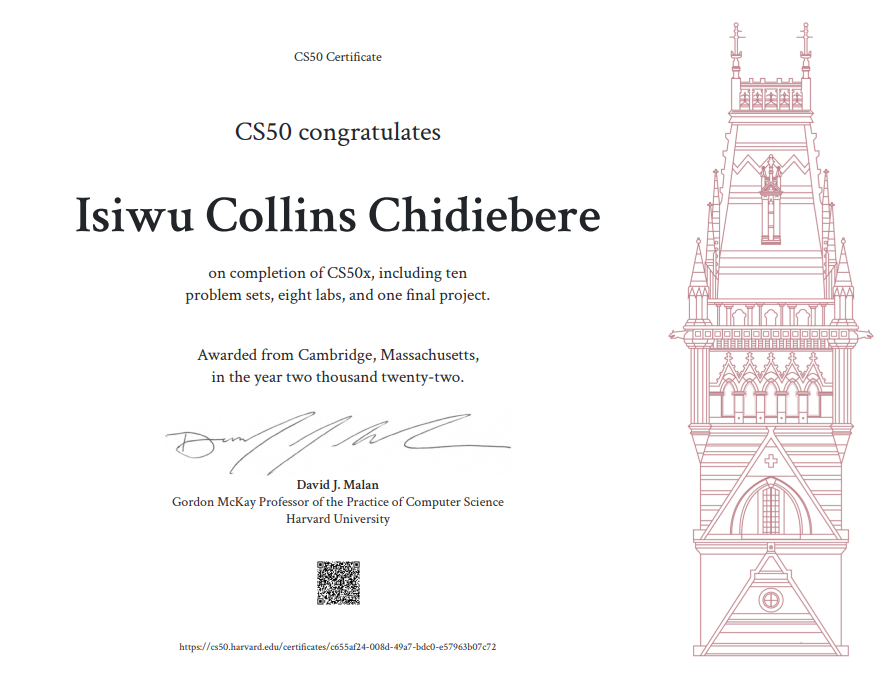 CS50 Certificate
CS50 congratulates
Isiwu Collins Chidiebere
on completion of CS50x, including ten
problem sets, eight labs, and one final project.
Awarded from Cambridge, Massachusetts,
in the year two thousand twenty-two.
David J. Malan
Gordon McKay Professor of the Practice of Computer Science
Harvard University
https://cs50.harvard.edu/certificates/c655af24-008d-49a7-bdc0-e57963b07c72